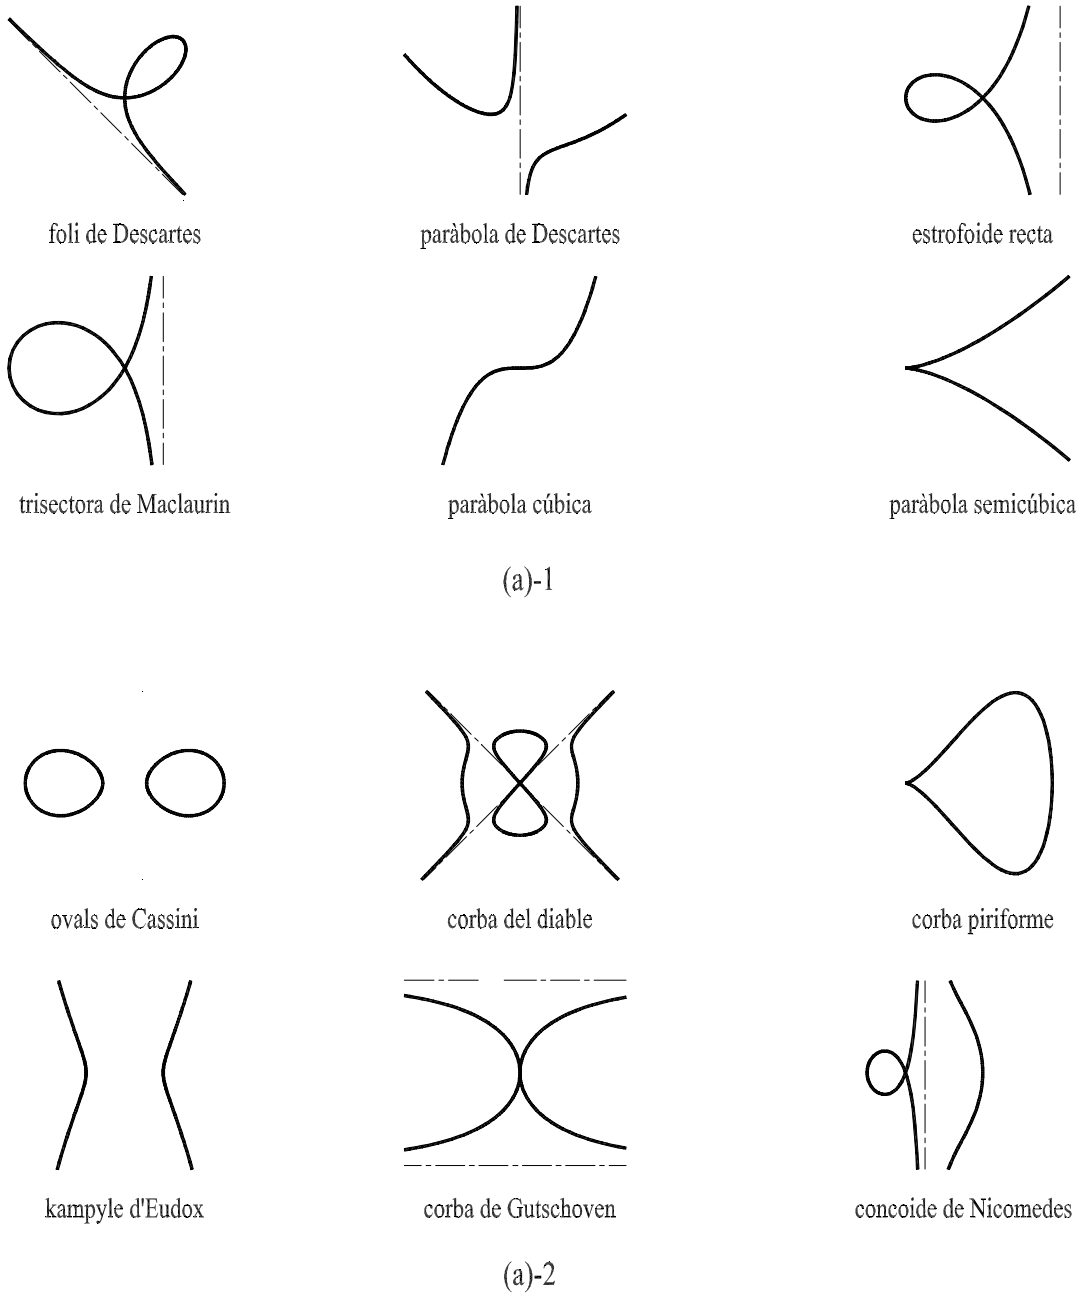 foli de Descartes
paràbola de Descartes
estrofoide recta
trisectora de Maclaurin
paràbola cúbica
paràbola semicúbica
(a)-1
ovals de Cassini
corba del diable
corba piriforme
kampyle d'Eudox
corba de Gutschoven
concoide de Nicomedes
(a)-2